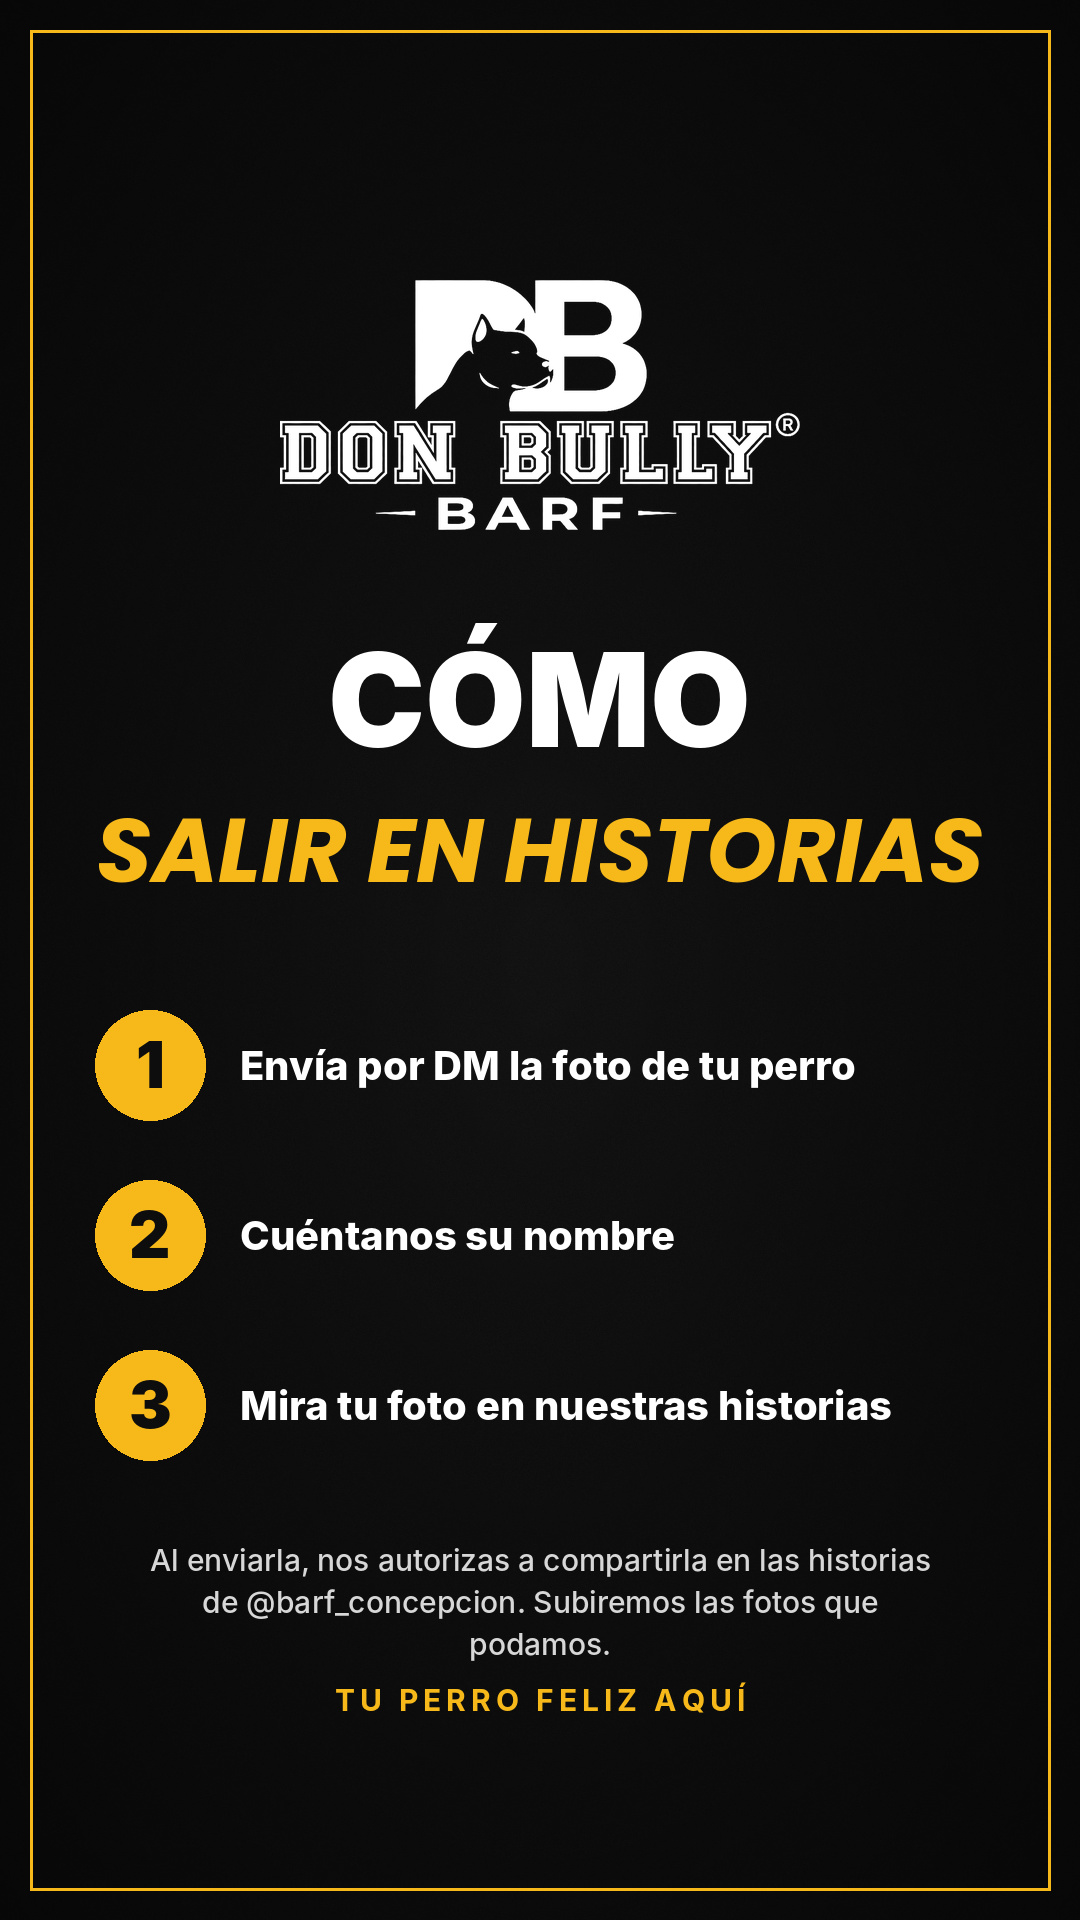 DB
DON BULLY®
BARF
CÓMO
SALIR EN HISTORIAS
1 Envía por DM la foto de tu perro
2 Cuéntanos su nombre
3 Mira tu foto en nuestras historias
Al enviarla, nos autorizas a compartirla en las historias
de @barf_concepcion. Subiremos las fotos que
podamos.
TU PERRO FELIZ AQUÍ